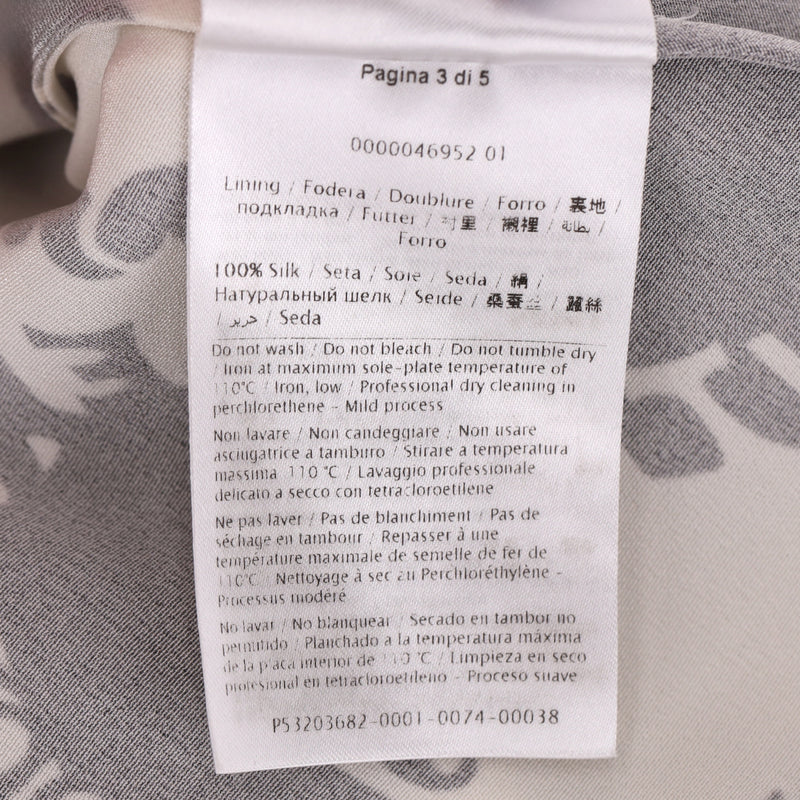 Pagina 3 di 5
0000046952 01
Lining / Fodera / Doublure / Forro / 裏地 /
подкладка / Futter / 衬里 / 襯裡 / بطانة /
Forro
100% Silk / Seta / Soie / Seda / 絹 /
Натуральный шелк / Seide / 桑蚕丝 / 蠶絲
/ حرير / Seda
Do not wash / Do not bleach / Do not tumble dry
/ Iron at maximum sole-plate temperature of
110°C / Iron, low / Professional dry cleaning in
perchlorethene - Mild process
Non lavare / Non candeggiare / Non usare
asciugatrice a tamburo / Stirare a temperatura
massima 110 °C / Lavaggio professionale
delicato a secco con tetracloroetilene
Ne pas laver / Pas de blanchiment / Pas de
séchage en tambour / Repasser à une
température maximale de semelle de fer de
110°C / Nettoyage à sec au Perchloréthylène -
Processus modéré
No lavar / No blanquear / Secado en tambor no
permitido / Planchado a la temperatura máxima
de la placa interior de 110 °C / Limpieza en seco
profesional en tetracloroetileno - Proceso suave
P53203682-0001-0074-00038